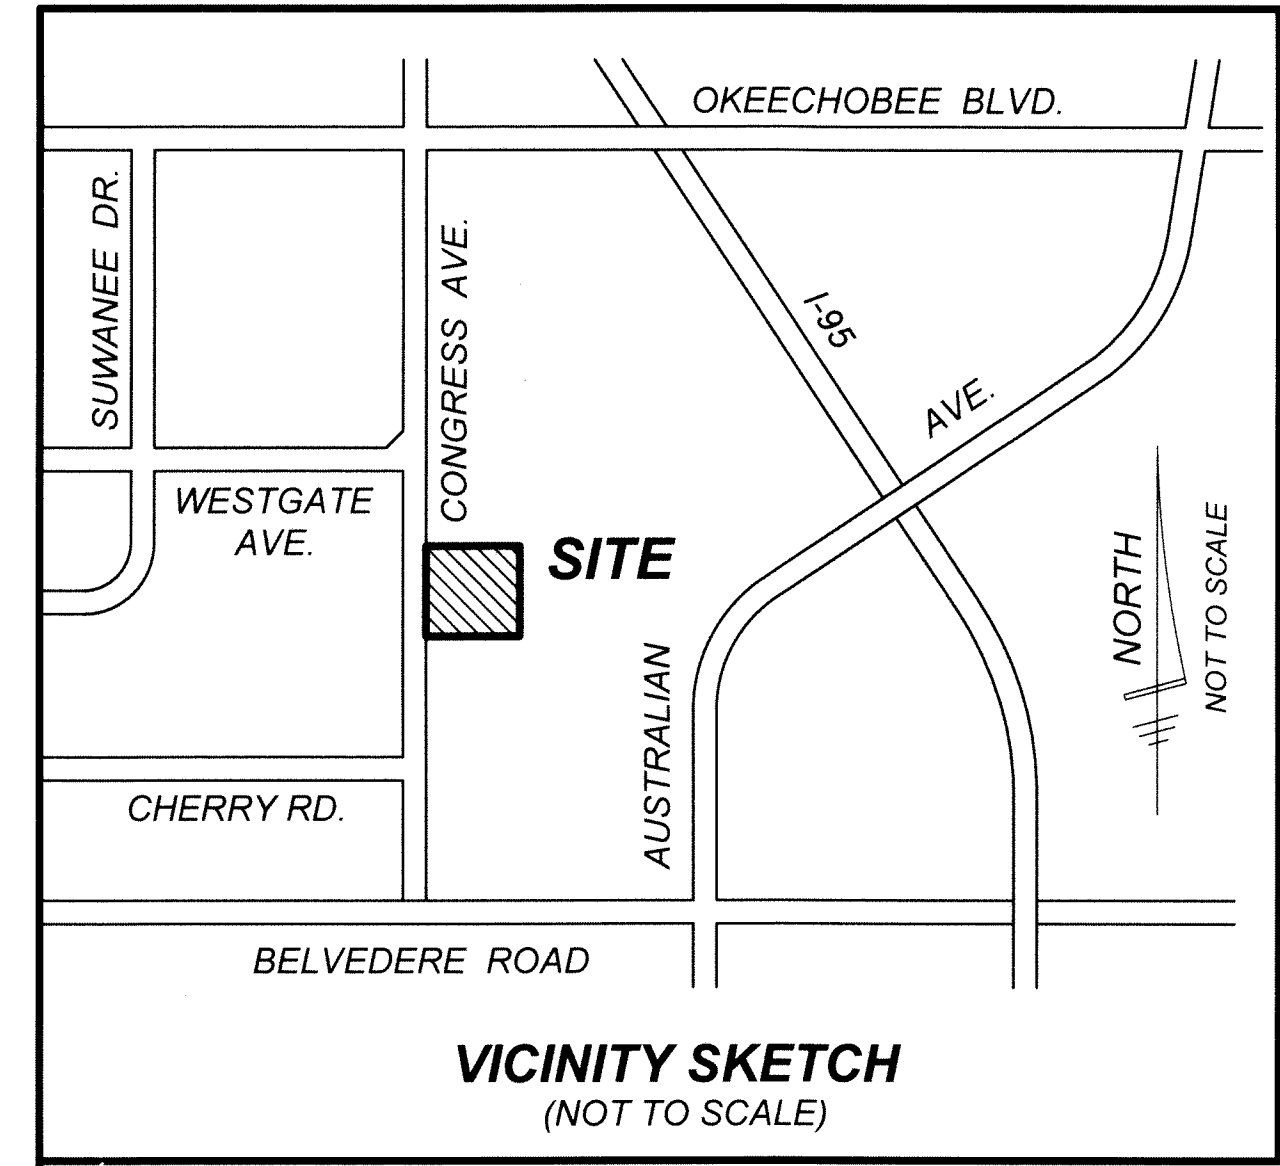 OKEECHOBEE BLVD.
SUWANEE DR.
CONGRESS AVE.
I-95
AVE.
WESTGATE
AVE.
SITE
NORTH
NOT TO SCALE
AUSTRALIAN
CHERRY RD.
BELVEDERE ROAD
VICINITY SKETCH
(NOT TO SCALE)